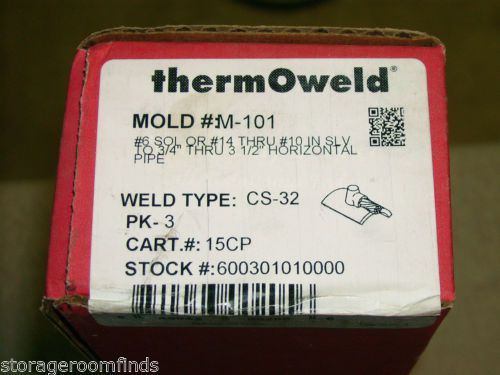 thermOweld®
MOLD #:M-101
#6 SOL OR #14 THRU #10 IN SLV
TO 3/4" THRU 3 1/2" HORIZONTAL
PIPE
WELD TYPE: CS-32
PK- 3
CART.#: 15CP
STOCK #:600301010000
storageroomfinds